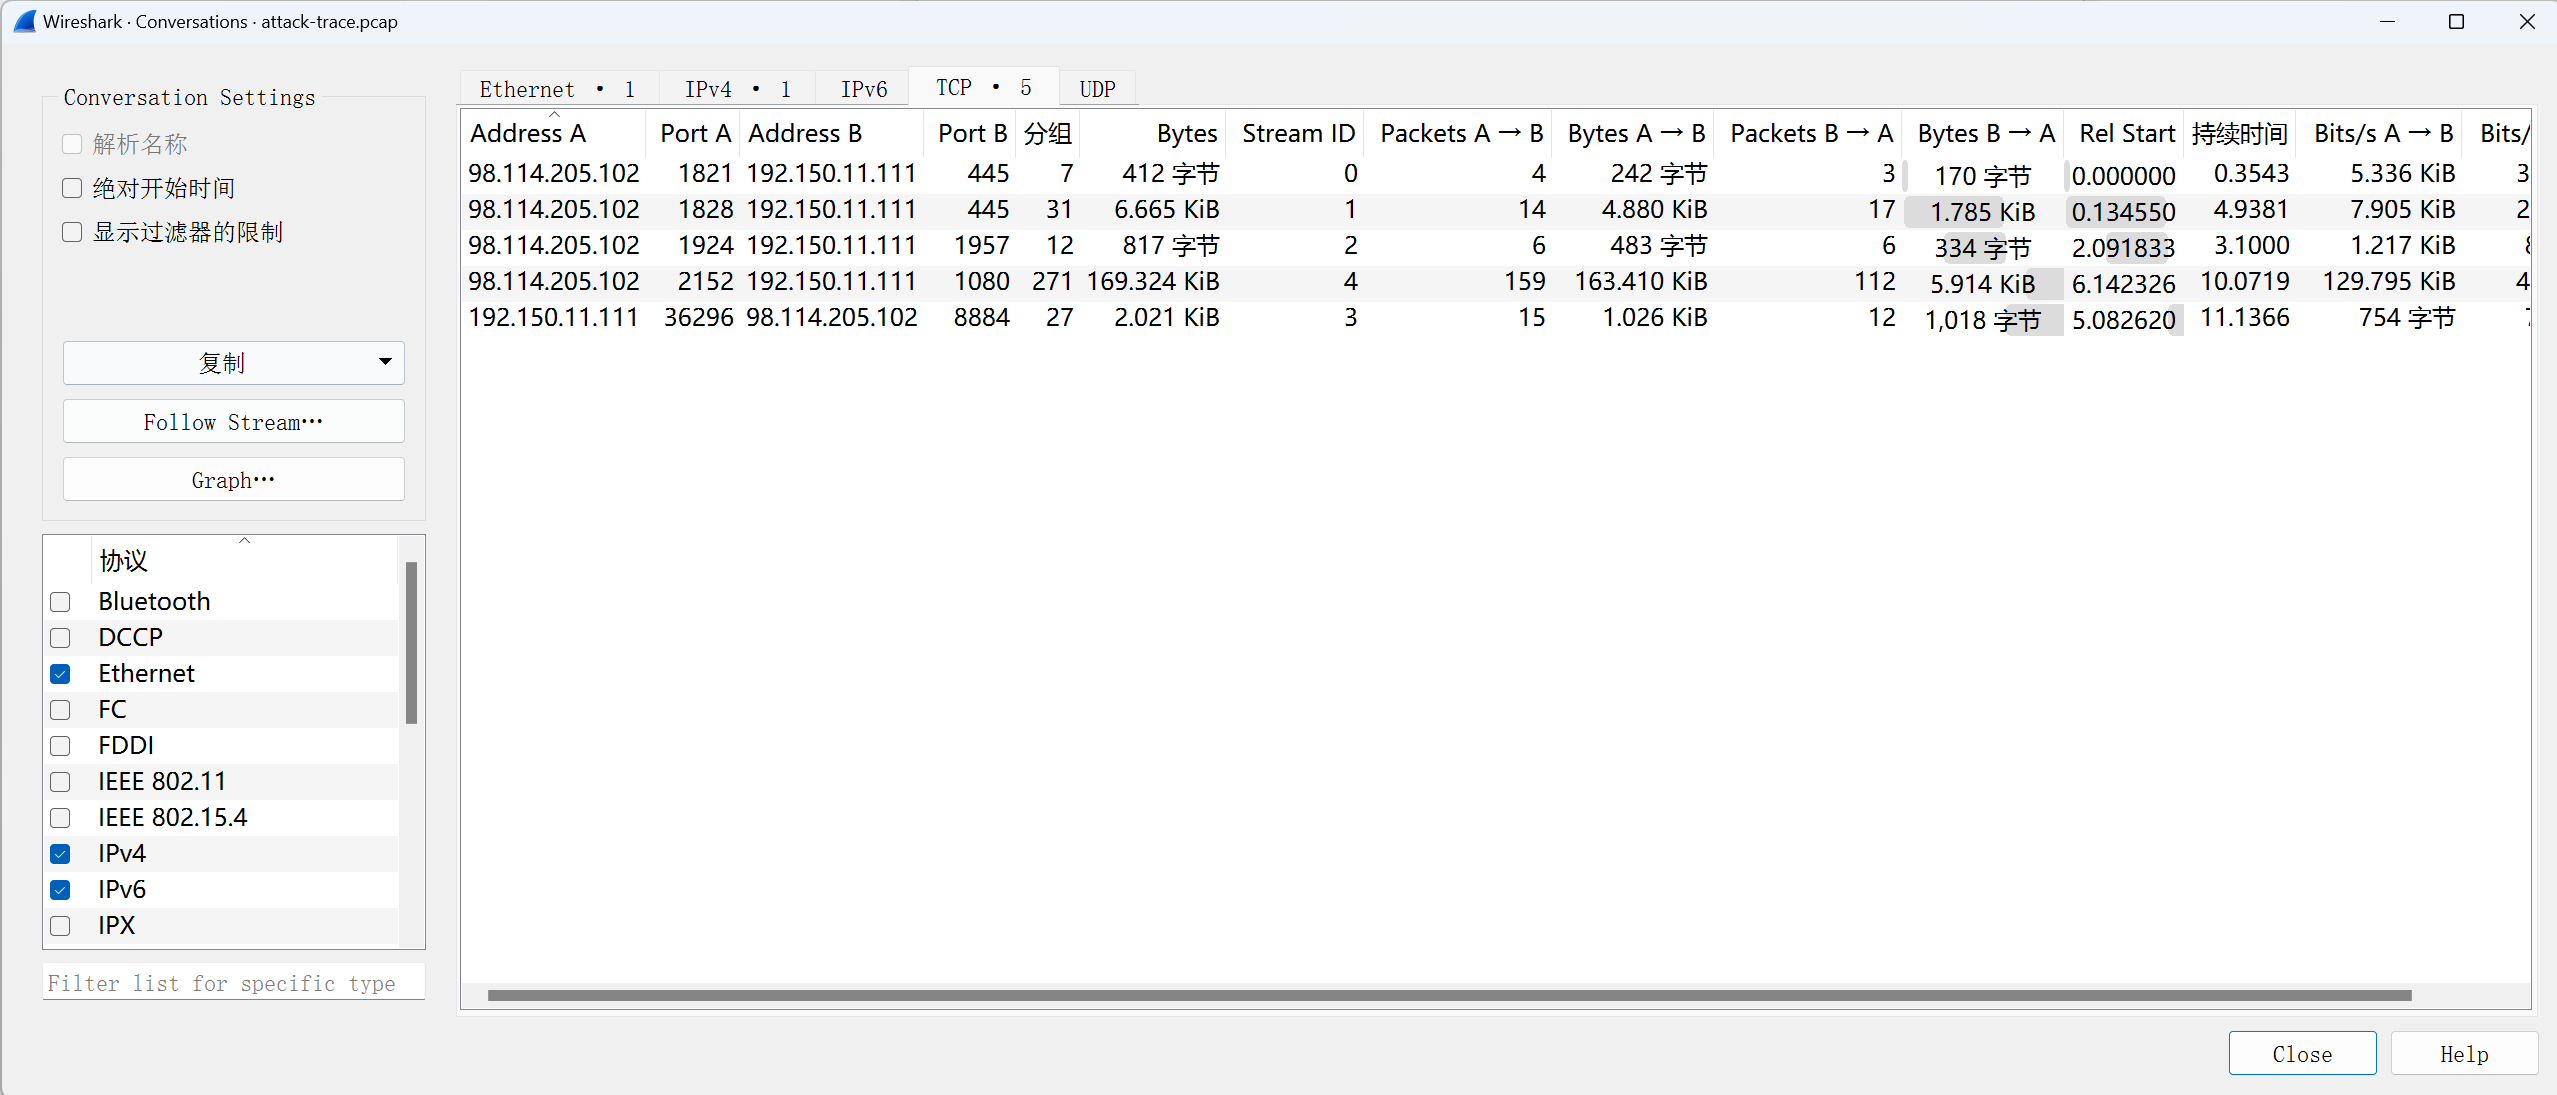 Wireshark · Conversations · attack-trace.pcap
Conversation Settings
解析名称
绝对开始时间
显示过滤器的限制
复制
Follow Stream…
Graph…
协议
Bluetooth
DCCP
Ethernet
FC
FDDI
IEEE 802.11
IEEE 802.15.4
IPv4
IPv6
IPX
Filter list for specific type
Ethernet · 1 IPv4 · 1 IPv6 TCP · 5 UDP
Address A Port A Address B Port B 分组 Bytes Stream ID Packets A → B Bytes A → B Packets B → A Bytes B → A Rel Start 持续时间 Bits/s A → B Bits/
98.114.205.102 1821 192.150.11.111 445 7 412 字节 0 4 242 字节 3 170 字节 0.000000 0.3543 5.336 KiB 3
98.114.205.102 1828 192.150.11.111 445 31 6.665 KiB 1 14 4.880 KiB 17 1.785 KiB 0.134550 4.9381 7.905 KiB 2
98.114.205.102 1924 192.150.11.111 1957 12 817 字节 2 6 483 字节 6 334 字节 2.091833 3.1000 1.217 KiB
98.114.205.102 2152 192.150.11.111 1080 271 169.324 KiB 4 159 163.410 KiB 112 5.914 KiB 6.142326 10.0719 129.795 KiB 4
192.150.11.111 36296 98.114.205.102 8884 27 2.021 KiB 3 15 1.026 KiB 12 1,018 字节 5.082620 11.1366 754 字节
Close Help